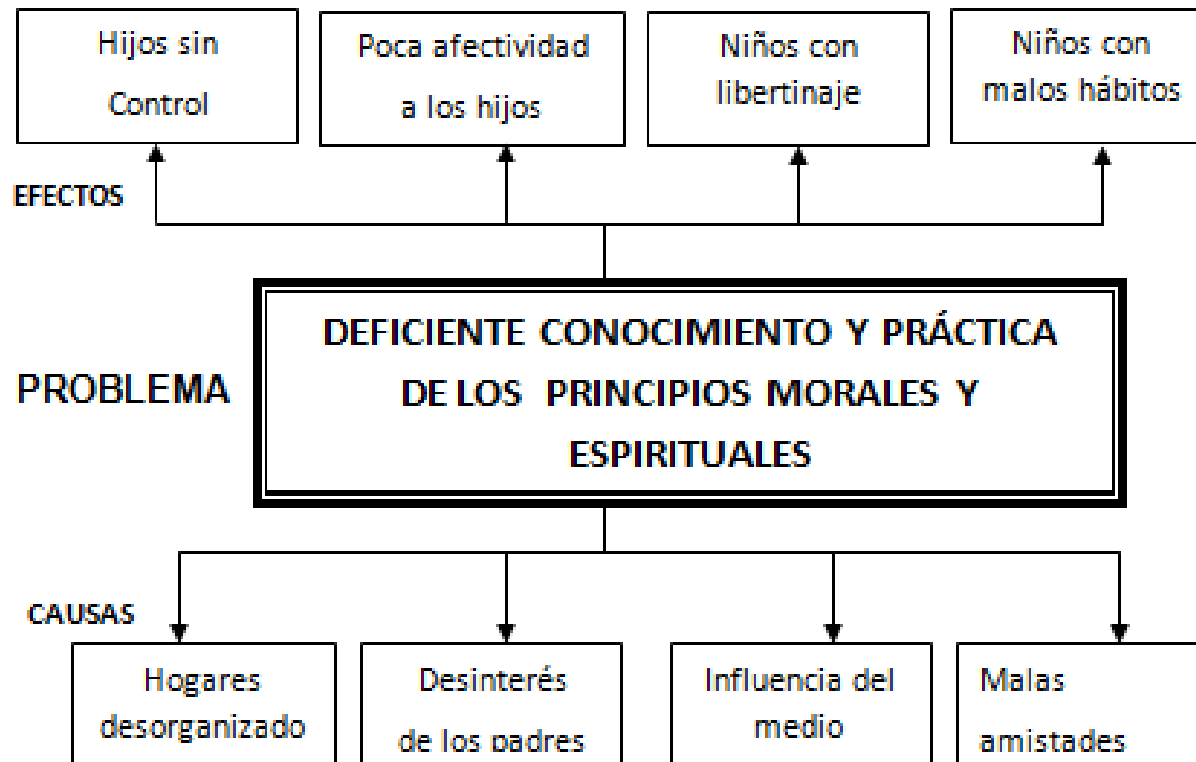 Hijos sin
Control
Poca afectividad
a los hijos
Niños con
libertinaje
Niños con
malos hábitos
EFECTOS
PROBLEMA
DEFICIENTE CONOCIMIENTO Y PRÁCTICA
DE LOS PRINCIPIOS MORALES Y
ESPIRITUALES
CAUSAS
Hogares
desorganizado
Desinterés
de los padres
Influencia del
medio
Malas
amistades